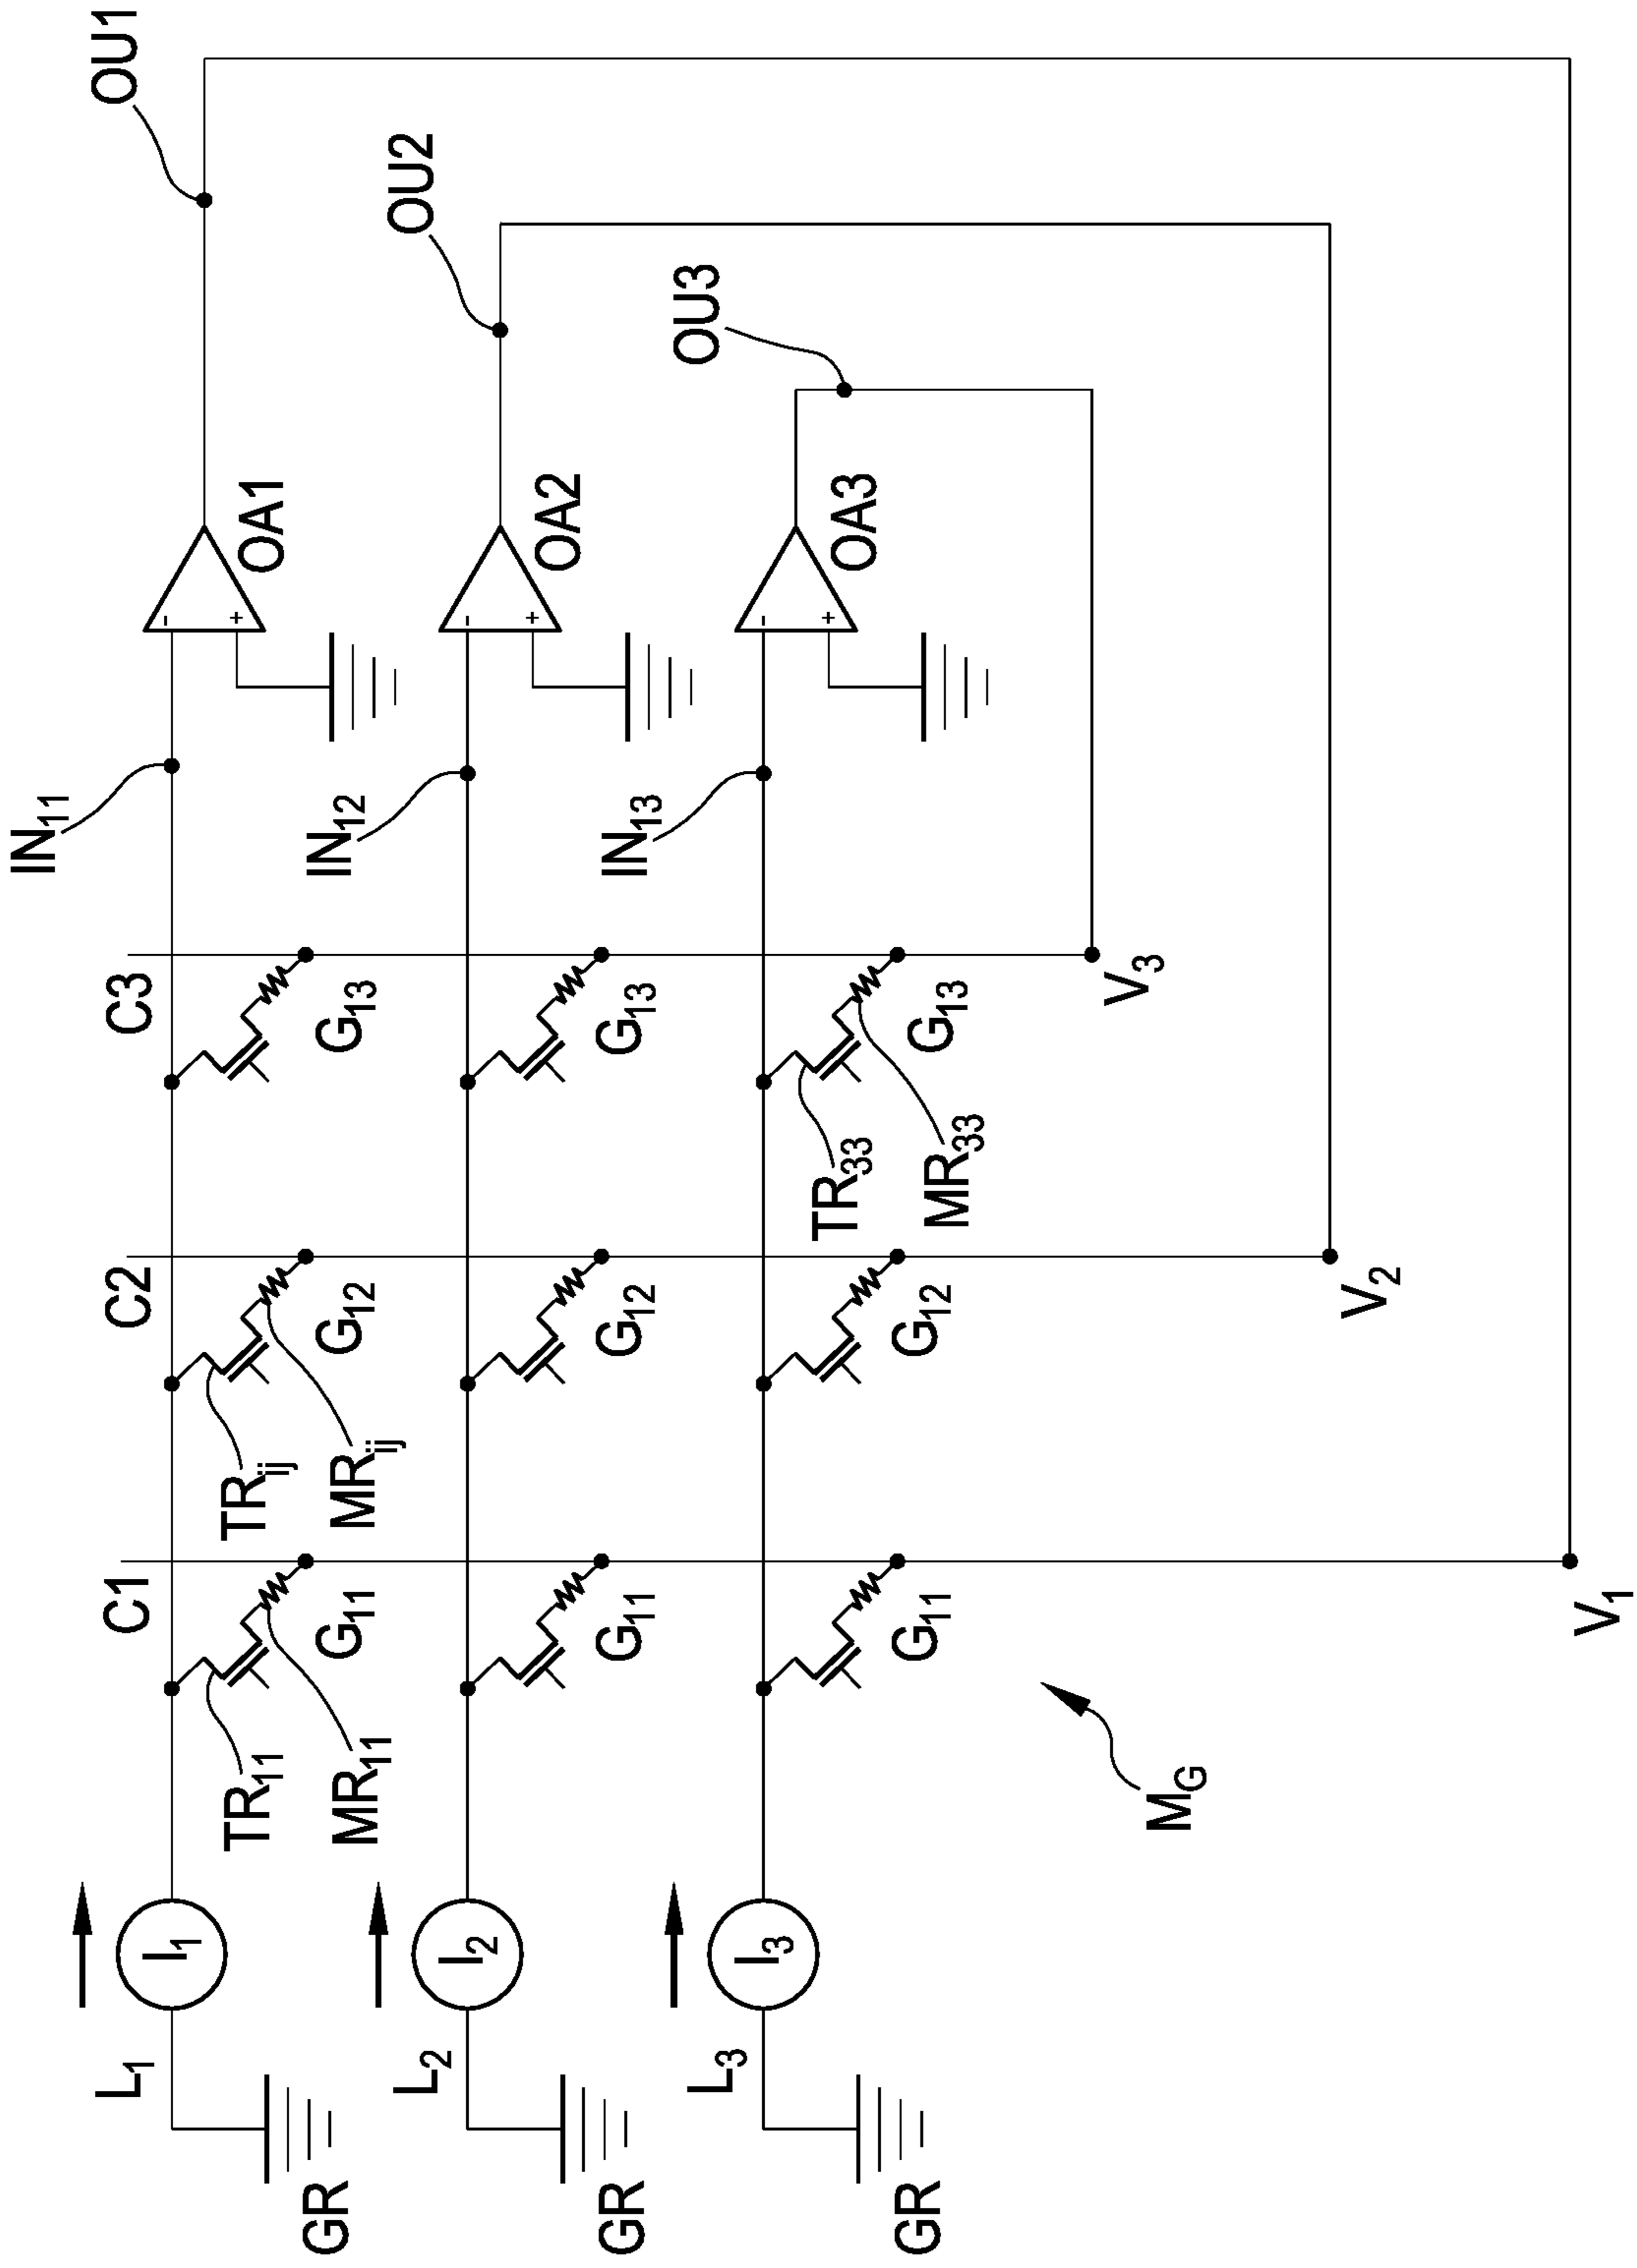 C1
C2
C3
IN₁₁
OU1
L₁
I₁
TR₁₁
MR₁₁
G₁₁
TRᵢⱼ
MRᵢⱼ
G₁₂
G₁₃
-
+
OA1
GR
IN₁₂
OU2
L₂
I₂
G₁₁
G₁₂
G₁₃
-
+
OA2
GR
IN₁₃
OU3
L₃
I₃
G₁₁
G₁₂
TR₃₃
MR₃₃
G₁₃
-
+
OA3
GR
M_G
V₃
V₂
V₁